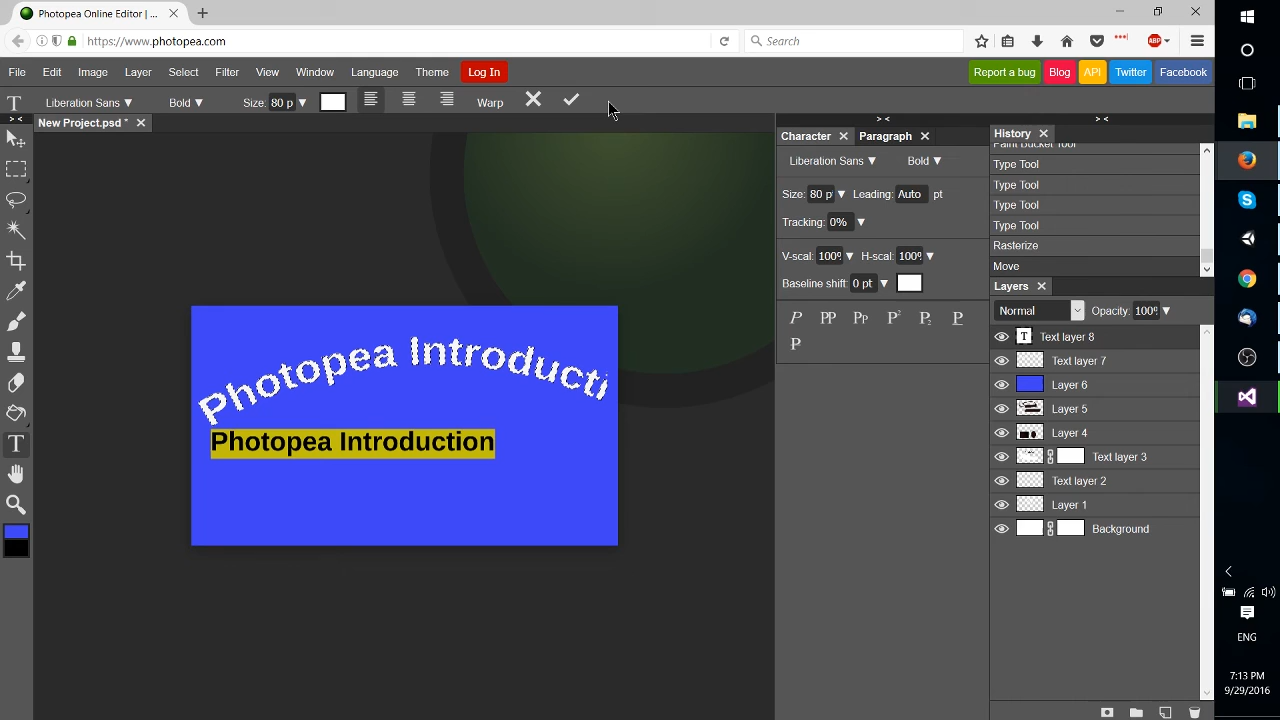 Photopea Online Editor | ...
https://www.photopea.com
Search
ABP
File Edit Image Layer Select Filter View Window Language Theme Log In
Report a bug Blog API Twitter Facebook
T Liberation Sans Bold Size: 80 p Warp
New Project.psd *
Character Paragraph
History
Liberation Sans Bold
Paint Bucket Tool
Type Tool
Size: 80 p Leading: Auto pt
Type Tool
Type Tool
Tracking: 0%
Type Tool
Rasterize
V-scal: 100% H-scal: 100%
Move
Baseline shift: 0 pt
Layers
Normal Opacity: 100%
T Text layer 8
Text layer 7
Layer 6
Layer 5
Layer 4
Text layer 3
Text layer 2
Layer 1
Background
Photopea Introducti
Photopea Introduction
ENG
7:13 PM
9/29/2016